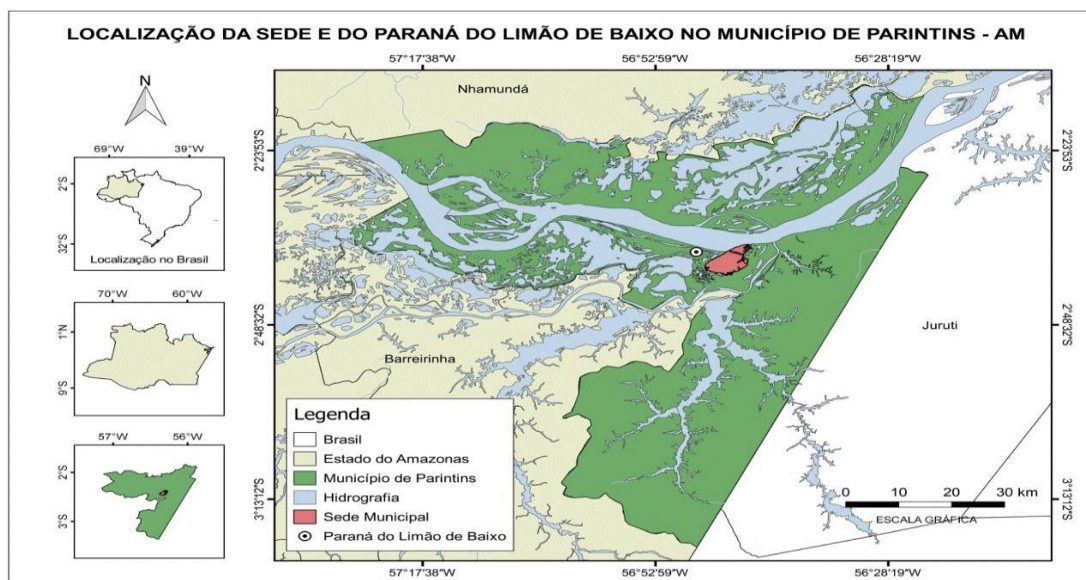 LOCALIZAÇÃO DA SEDE E DO PARANÁ DO LIMÃO DE BAIXO NO MUNICÍPIO DE PARINTINS - AM
N
69°W 39°W
2°S
32°S
Localização no Brasil
70°W 60°W
1°N
9°S
57°W 56°W
2°S
3°S
57°17'38"W 56°52'59"W 56°28'19"W
2°23'53"S 2°23'53"S
2°48'32"S 2°48'32"S
3°13'12"S 3°13'12"S
57°17'38"W 56°52'59"W 56°28'19"W
Nhamundá
Juruti
Barreirinha
Legenda
Brasil
Estado do Amazonas
Município de Parintins
Hidrografia
Sede Municipal
Paraná do Limão de Baixo
0 10 20 30 km
ESCALA GRÁFICA